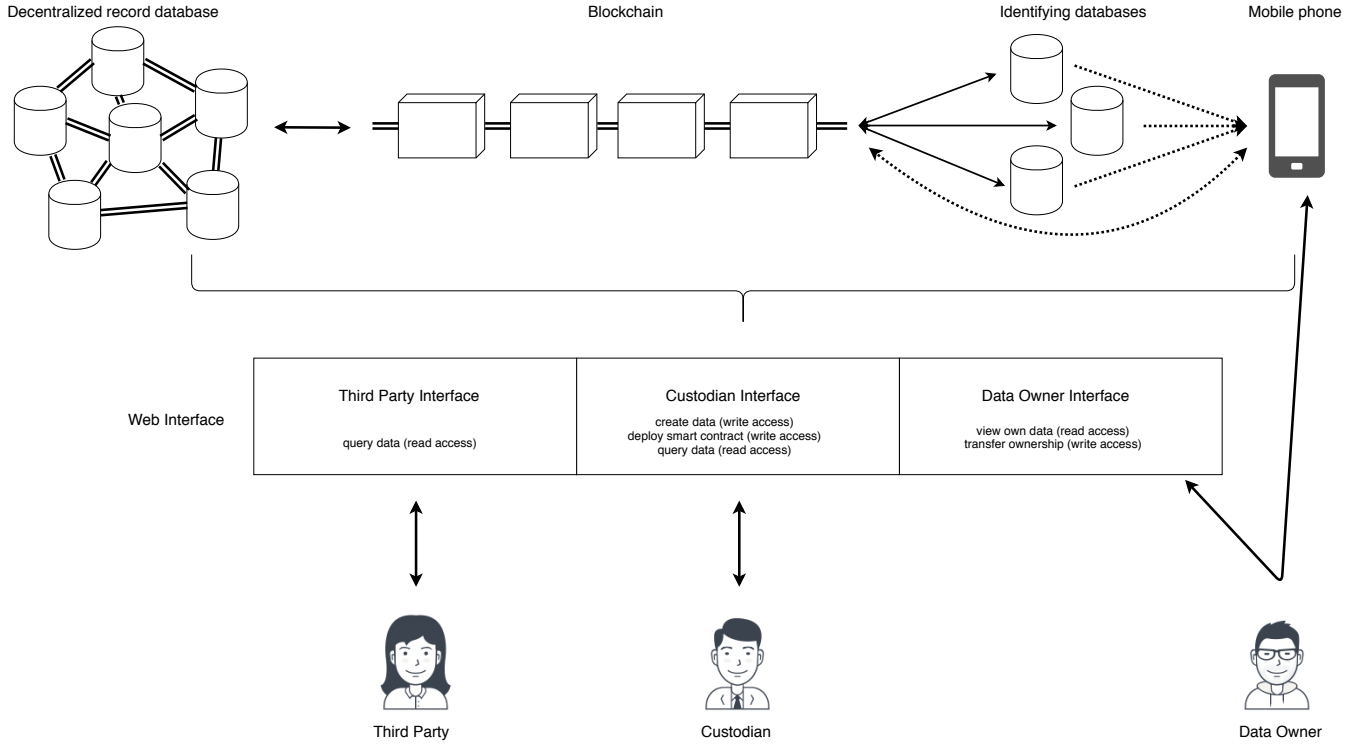 Decentralized record database
Blockchain
Identifying databases
Mobile phone
Web Interface
Third Party Interface
query data (read access)
Custodian Interface
create data (write access)
deploy smart contract (write access)
query data (read access)
Data Owner Interface
view own data (read access)
transfer ownership (write access)
Third Party
Custodian
Data Owner